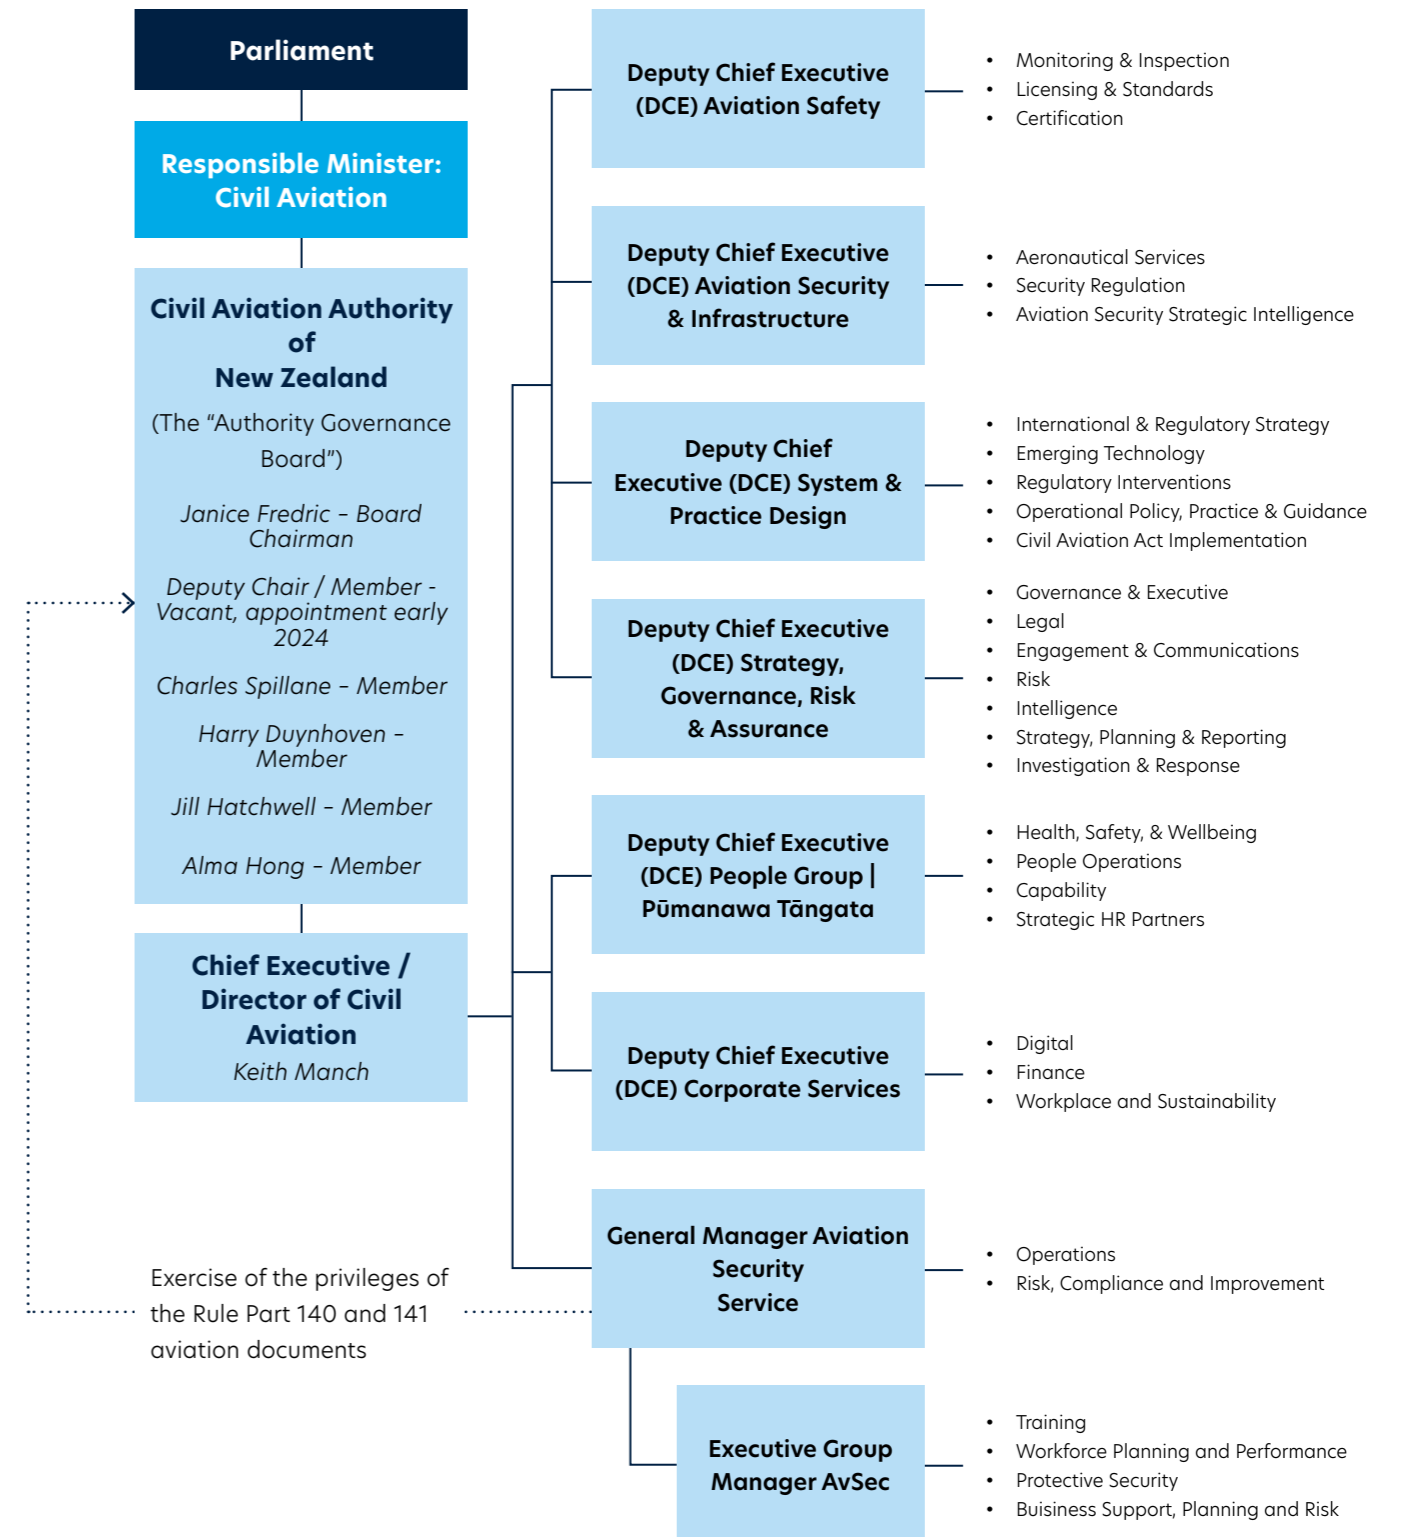 Parliament
Responsible Minister:
Civil Aviation
Civil Aviation Authority
of
New Zealand
(The “Authority Governance
Board”)
Janice Fredric – Board
Chairman
Deputy Chair / Member -
Vacant, appointment early
2024
Charles Spillane – Member
Harry Duynhoven –
Member
Jill Hatchwell – Member
Alma Hong – Member
Chief Executive /
Director of Civil
Aviation
Keith Manch
Exercise of the privileges of
the Rule Part 140 and 141
aviation documents
Deputy Chief Executive
(DCE) Aviation Safety
• Monitoring & Inspection
• Licensing & Standards
• Certification
Deputy Chief Executive
(DCE) Aviation Security
& Infrastructure
• Aeronautical Services
• Security Regulation
• Aviation Security Strategic Intelligence
Deputy Chief
Executive (DCE) System &
Practice Design
• International & Regulatory Strategy
• Emerging Technology
• Regulatory Interventions
• Operational Policy, Practice & Guidance
• Civil Aviation Act Implementation
Deputy Chief Executive
(DCE) Strategy,
Governance, Risk
& Assurance
• Governance & Executive
• Legal
• Engagement & Communications
• Risk
• Intelligence
• Strategy, Planning & Reporting
• Investigation & Response
Deputy Chief Executive
(DCE) People Group |
Pūmanawa Tāngata
• Health, Safety, & Wellbeing
• People Operations
• Capability
• Strategic HR Partners
Deputy Chief Executive
(DCE) Corporate Services
• Digital
• Finance
• Workplace and Sustainability
General Manager Aviation
Security
Service
• Operations
• Risk, Compliance and Improvement
Executive Group
Manager AvSec
• Training
• Workforce Planning and Performance
• Protective Security
• Buisiness Support, Planning and Risk